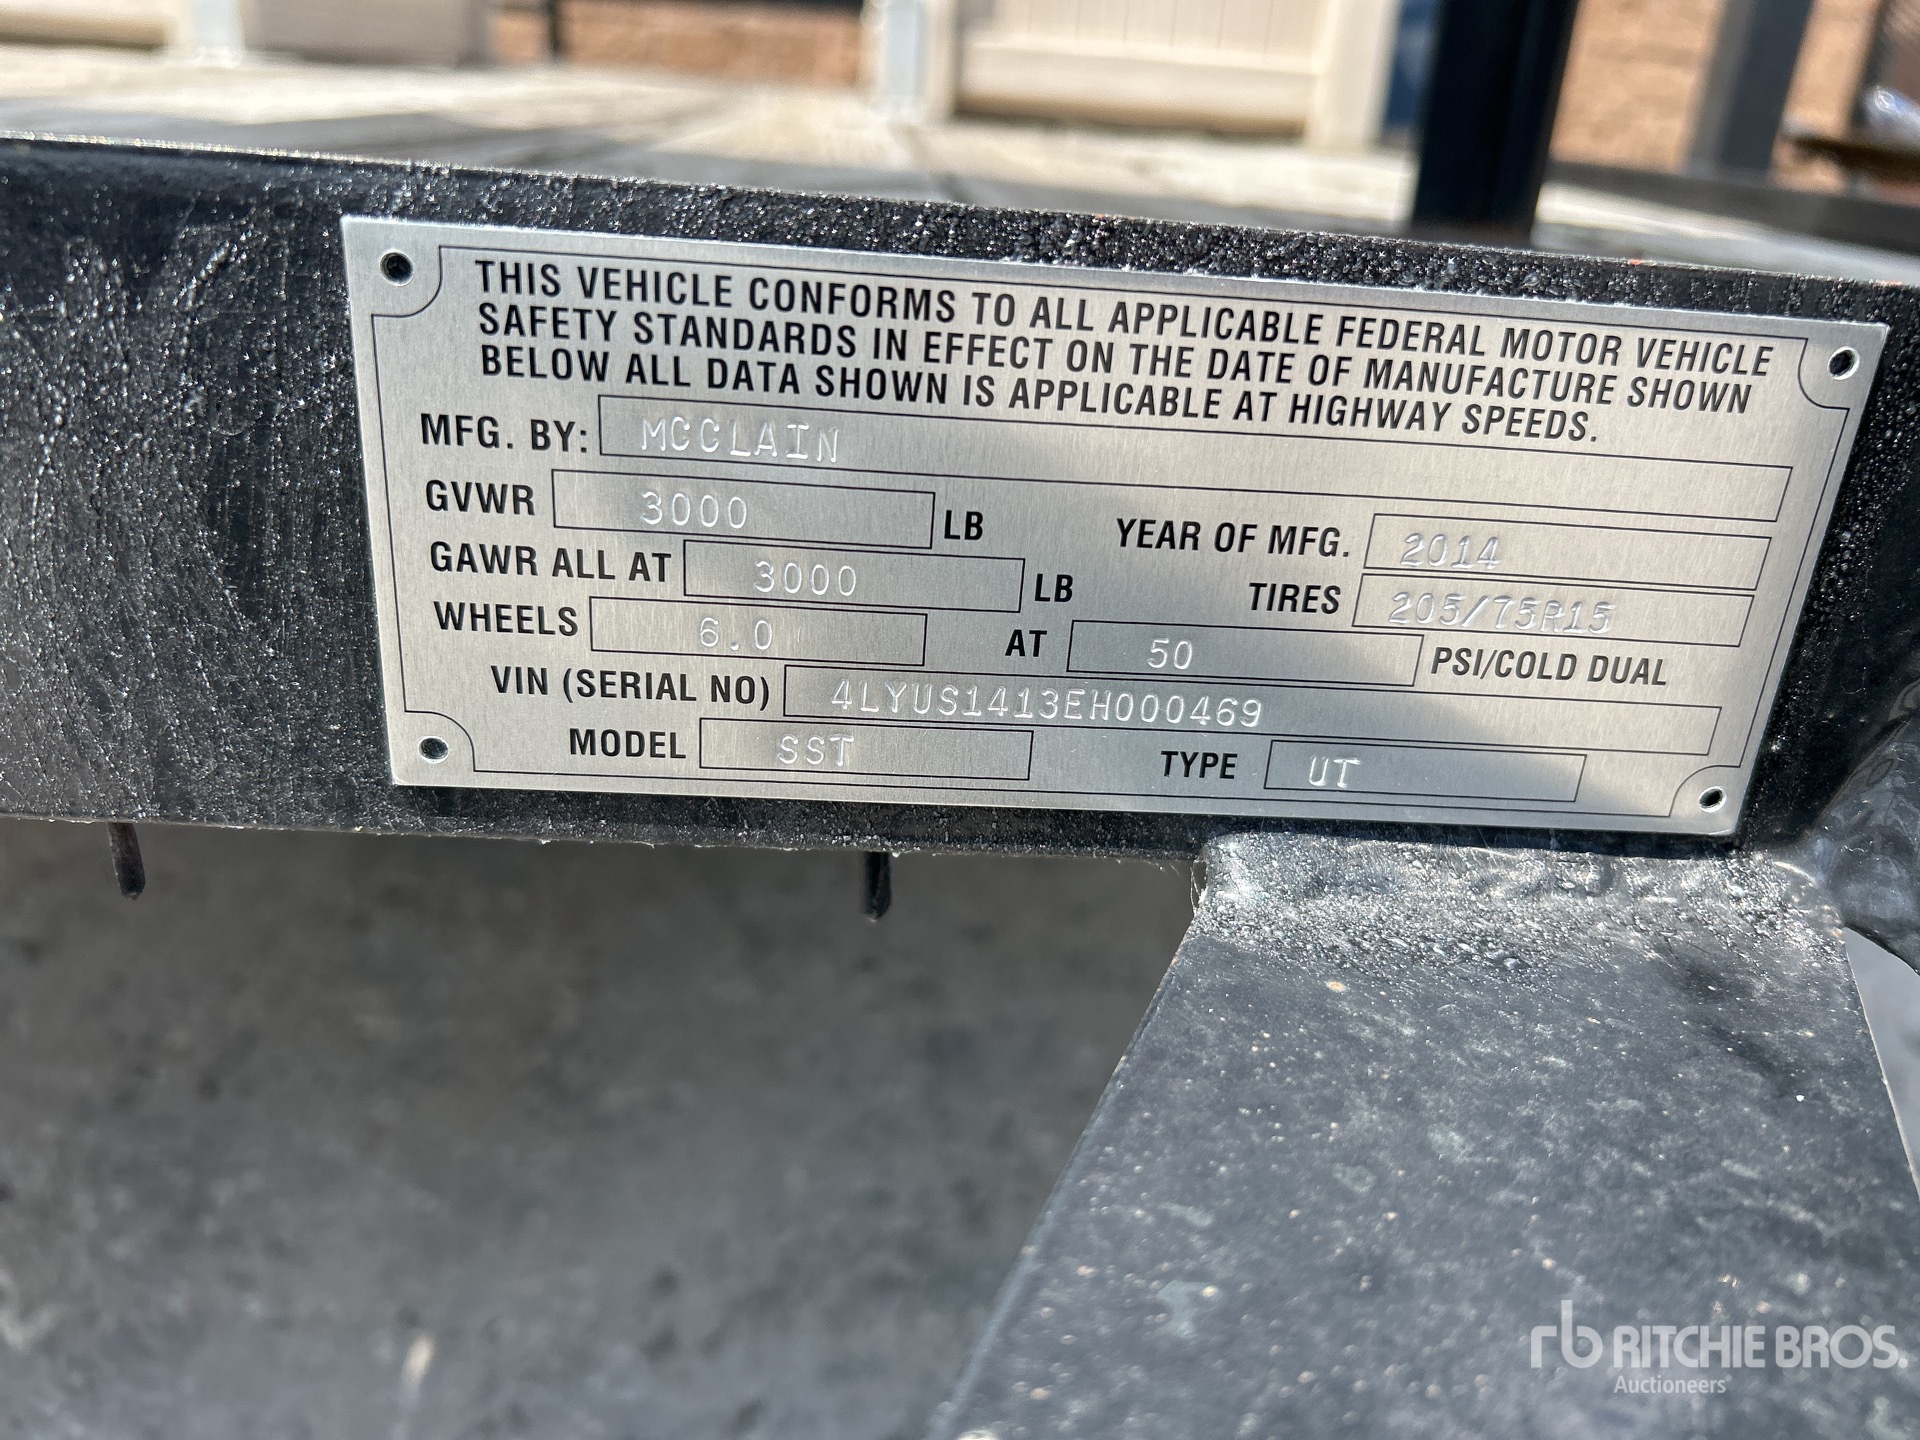 THIS VEHICLE CONFORMS TO ALL APPLICABLE FEDERAL MOTOR VEHICLE
SAFETY STANDARDS IN EFFECT ON THE DATE OF MANUFACTURE SHOWN
BELOW ALL DATA SHOWN IS APPLICABLE AT HIGHWAY SPEEDS.
MFG. BY: MCCLAIN
GVWR 3000 LB YEAR OF MFG. 2014
GAWR ALL AT 3000 LB TIRES 205/75R15
WHEELS 6.0 AT 50 PSI/COLD DUAL
VIN (SERIAL NO) 4LYUS1413EH000469
MODEL SST TYPE UT
rb RITCHIE BROS.
Auctioneers